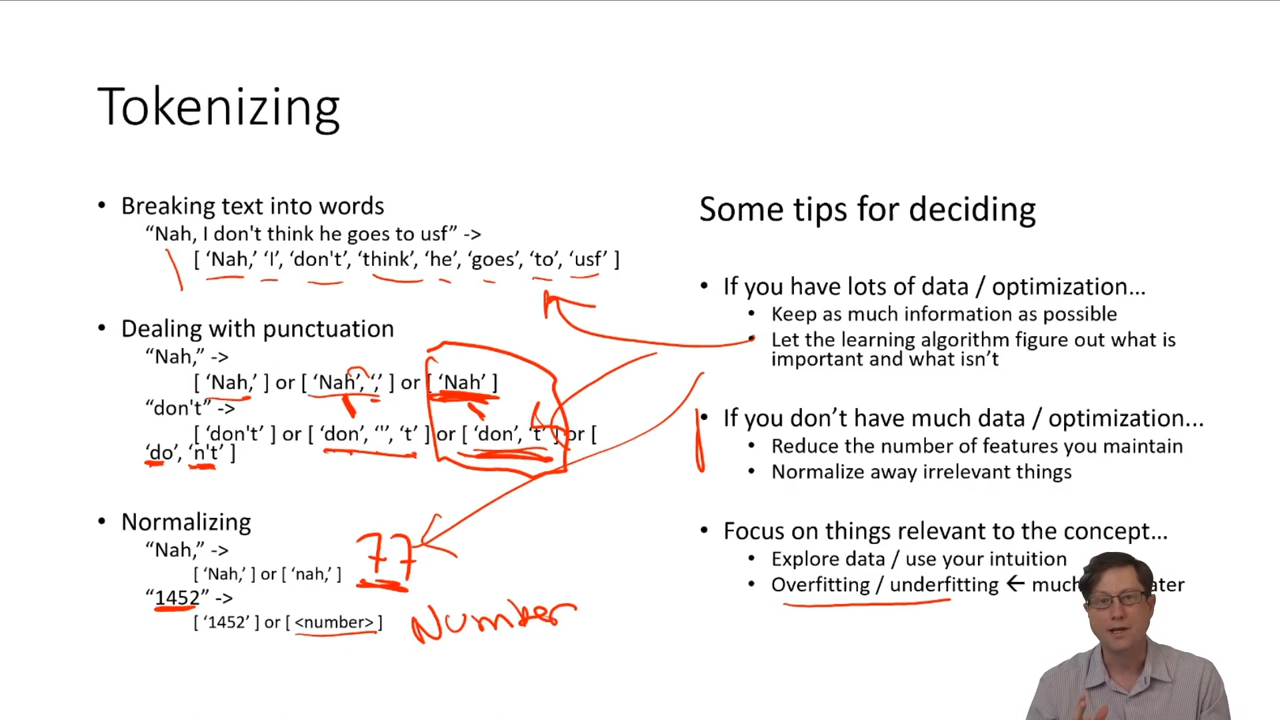 Tokenizing
• Breaking text into words
“Nah, I don't think he goes to usf” ->
[ ‘Nah,’ ‘I’, ‘don't’, ‘think’, ‘he’, ‘goes’, ‘to’, ‘usf’ ]
• Dealing with punctuation
“Nah,” ->
[ ‘Nah,’ ] or [ ‘Nah’, ‘,’ ] or [ ‘Nah’ ]
“don't” ->
[ ‘don't’ ] or [ ‘don’, ‘'’, ‘t’ ] or [ ‘don’, ‘t’ ] or [
‘do’, ‘n't’ ]
• Normalizing
“Nah,” ->
[ ‘Nah,’ ] or [ ‘nah,’ ]
77
“1452” ->
[ ‘1452’ ] or [ <number> ]
Number
Some tips for deciding
• If you have lots of data / optimization…
• Keep as much information as possible
• Let the learning algorithm figure out what is
important and what isn’t
• If you don’t have much data / optimization…
• Reduce the number of features you maintain
• Normalize away irrelevant things
• Focus on things relevant to the concept…
• Explore data / use your intuition
• Overfitting / underfitting ← much